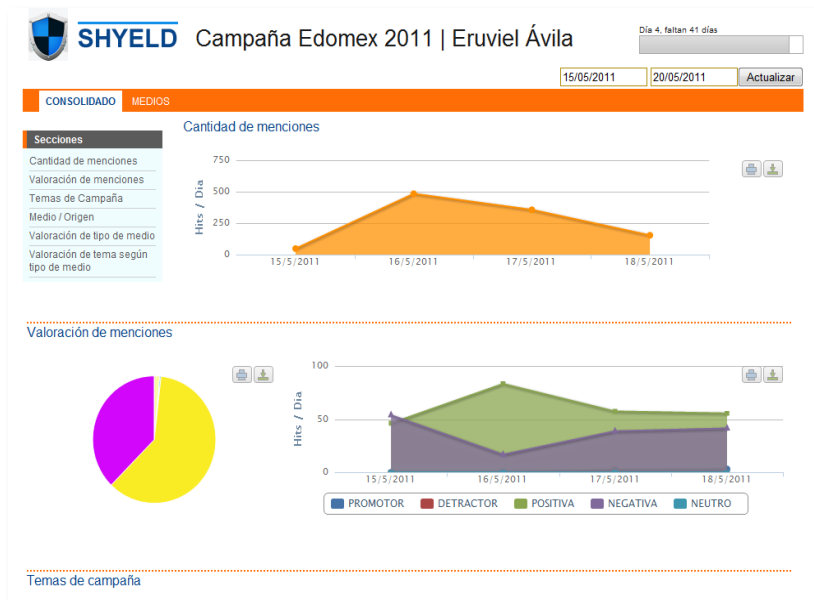 SHYELD
Campaña Edomex 2011 | Eruviel Ávila
Día 4, faltan 41 días
15/05/2011
20/05/2011
Actualizar
CONSOLIDADO
MEDIOS
Secciones
Cantidad de menciones
Valoración de menciones
Temas de Campaña
Medio / Origen
Valoración de tipo de medio
Valoración de tema según
tipo de medio
Cantidad de menciones
Hits / Día
750
500
250
0
15/5/2011
16/5/2011
17/5/2011
18/5/2011
Valoración de menciones
Hits / Día
100
50
0
15/5/2011
16/5/2011
17/5/2011
18/5/2011
PROMOTOR
DETRACTOR
POSITIVA
NEGATIVA
NEUTRO
Temas de campaña